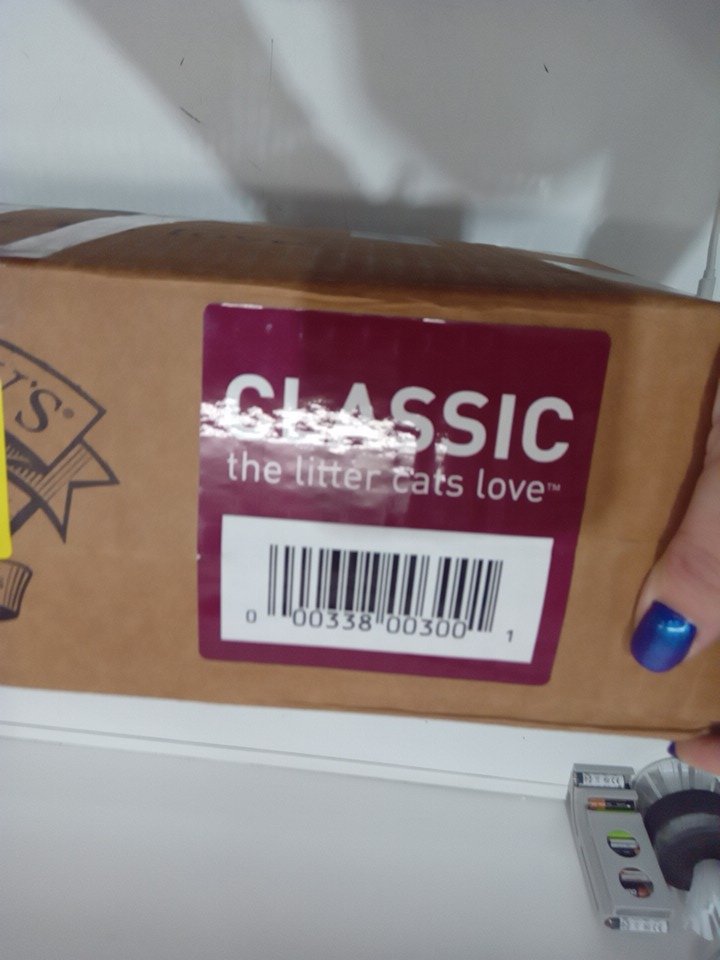 Y'S®
CLASSIC
the litter cats love™
0 00338 00300 1